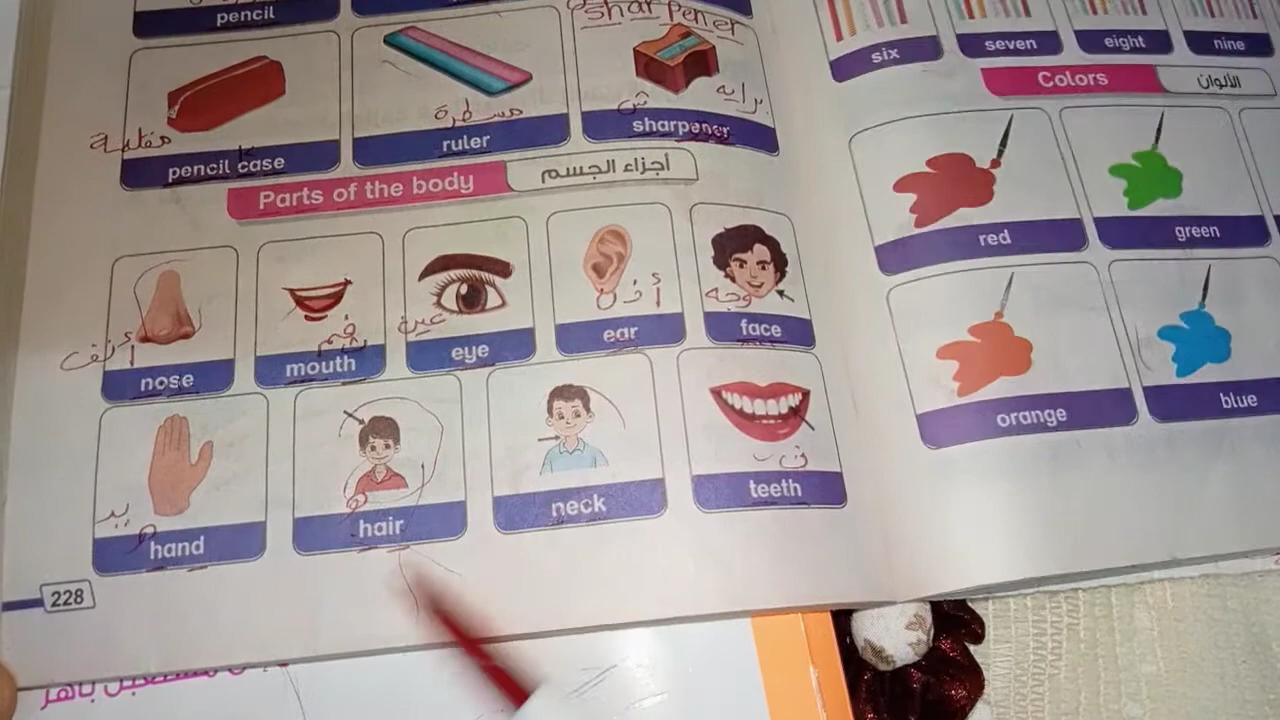 pencil
sharpener
مقلمة
مسطرة
ش
برايه
pencil case
ruler
sharpener
Parts of the body
أجزاء الجسم
أنف
فم
عين
أذن
وجه
nose
mouth
eye
ear
face
يد
ه
hand
hair
neck
teeth
228
six
seven
eight
nine
Colors
الألوان
red
green
orange
blue